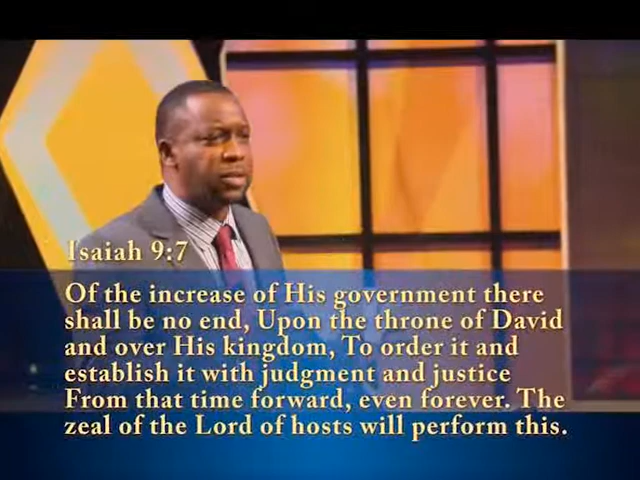 Isaiah 9:7
Of the increase of His government there
shall be no end, Upon the throne of David
and over His kingdom, To order it and
establish it with judgment and justice
From that time forward, even forever. The
zeal of the Lord of hosts will perform this.